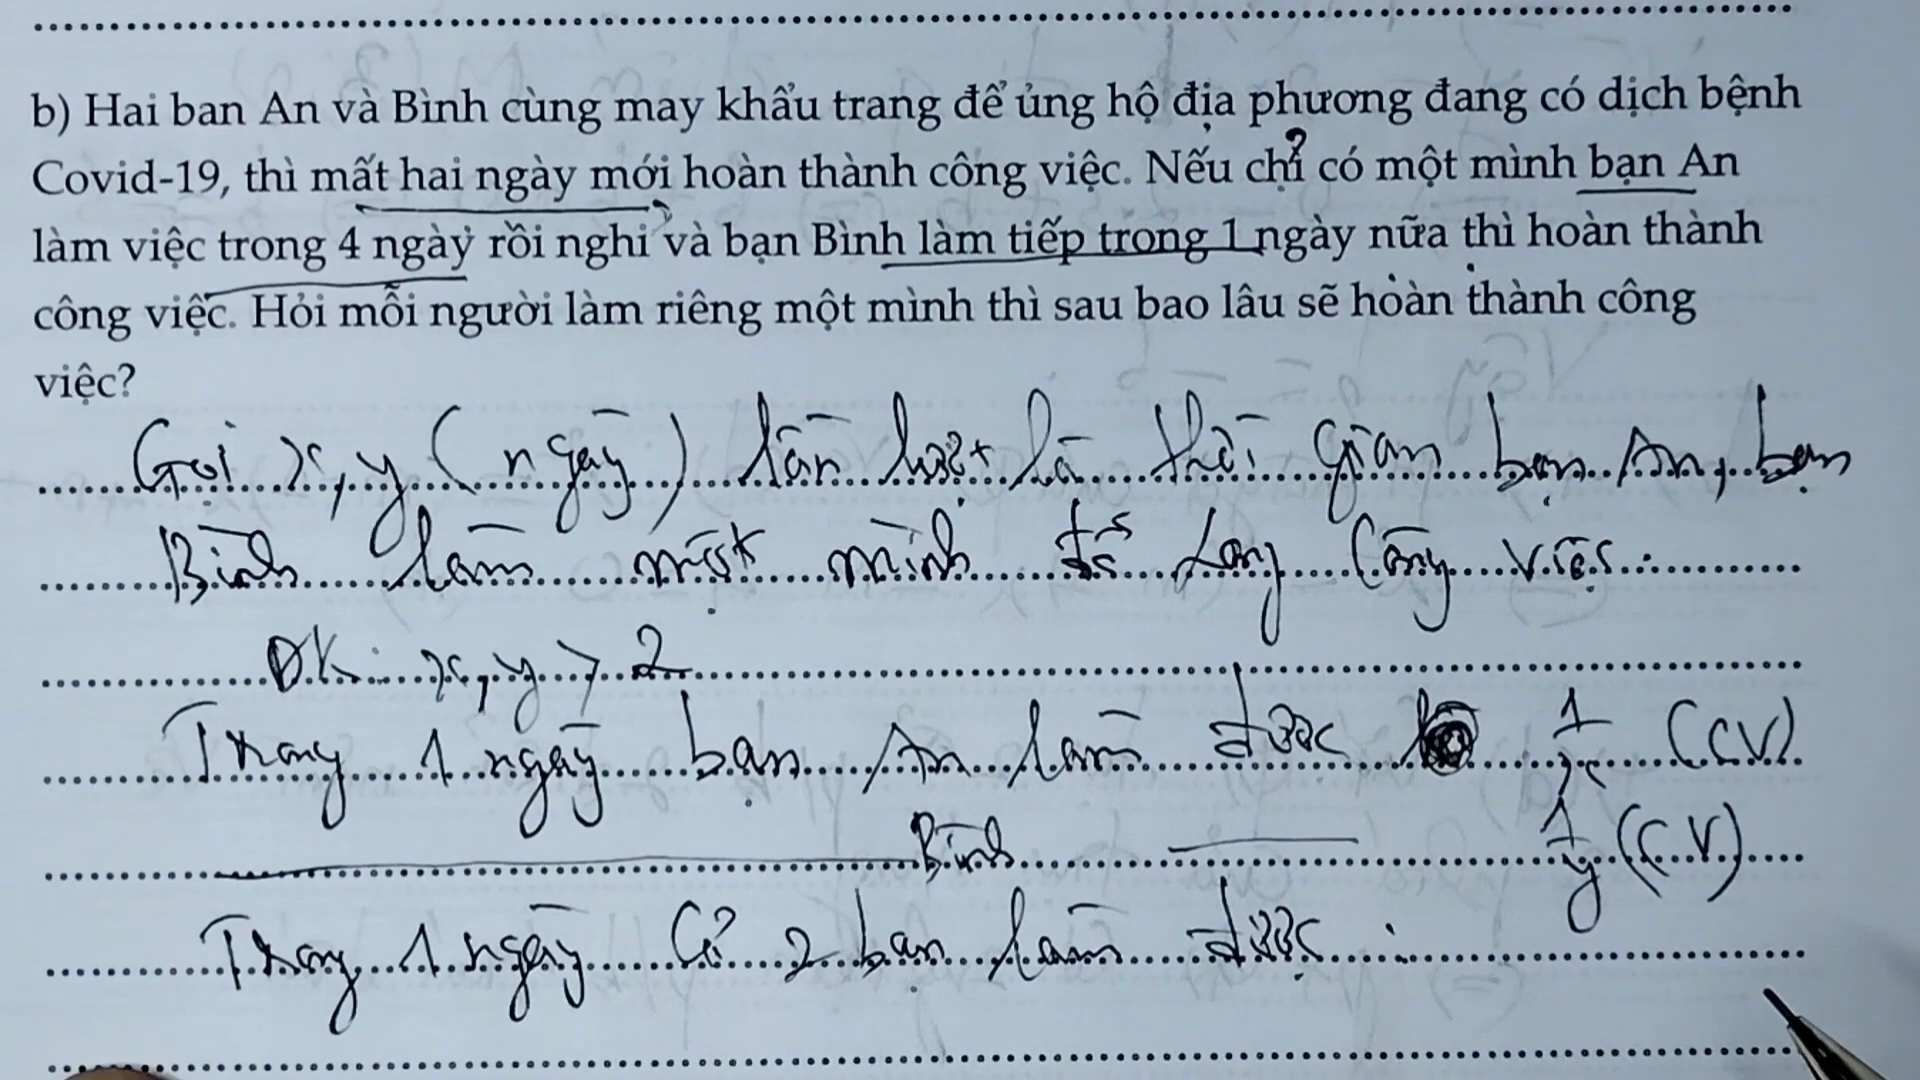 b) Hai ban An và Bình cùng may khẩu trang để ủng hộ địa phương đang có dịch bệnh
Covid-19, thì mất hai ngày mới hoàn thành công việc. Nếu chỉ có một mình bạn An
làm việc trong 4 ngày rồi nghỉ và bạn Bình làm tiếp trong 1 ngày nữa thì hoàn thành
công việc. Hỏi mỗi người làm riêng một mình thì sau bao lâu sẽ hoàn thành công
việc?
Gọi x, y (ngày) lần lượt là thời gian bạn An, bạn
Bình làm một mình để xong công việc.
ĐK: x, y > 2
Trong 1 ngày bạn An làm được 1/x (CV)
Bình 1/y (CV)
Trong 1 ngày cả 2 bạn làm được :